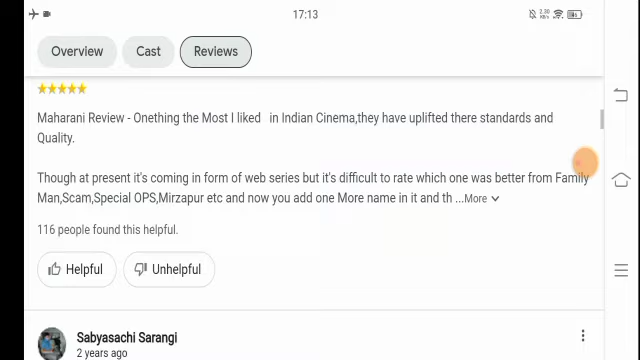 17:13
Overview Cast Reviews
Maharani Review - Onething the Most I liked in Indian Cinema,they have uplifted there standards and
Quality.
Though at present it's coming in form of web series but it's difficult to rate which one was better from Family
Man,Scam,Special OPS,Mirzapur etc and now you add one More name in it and th ...More
116 people found this helpful.
Helpful Unhelpful
Sabyasachi Sarangi
2 years ago